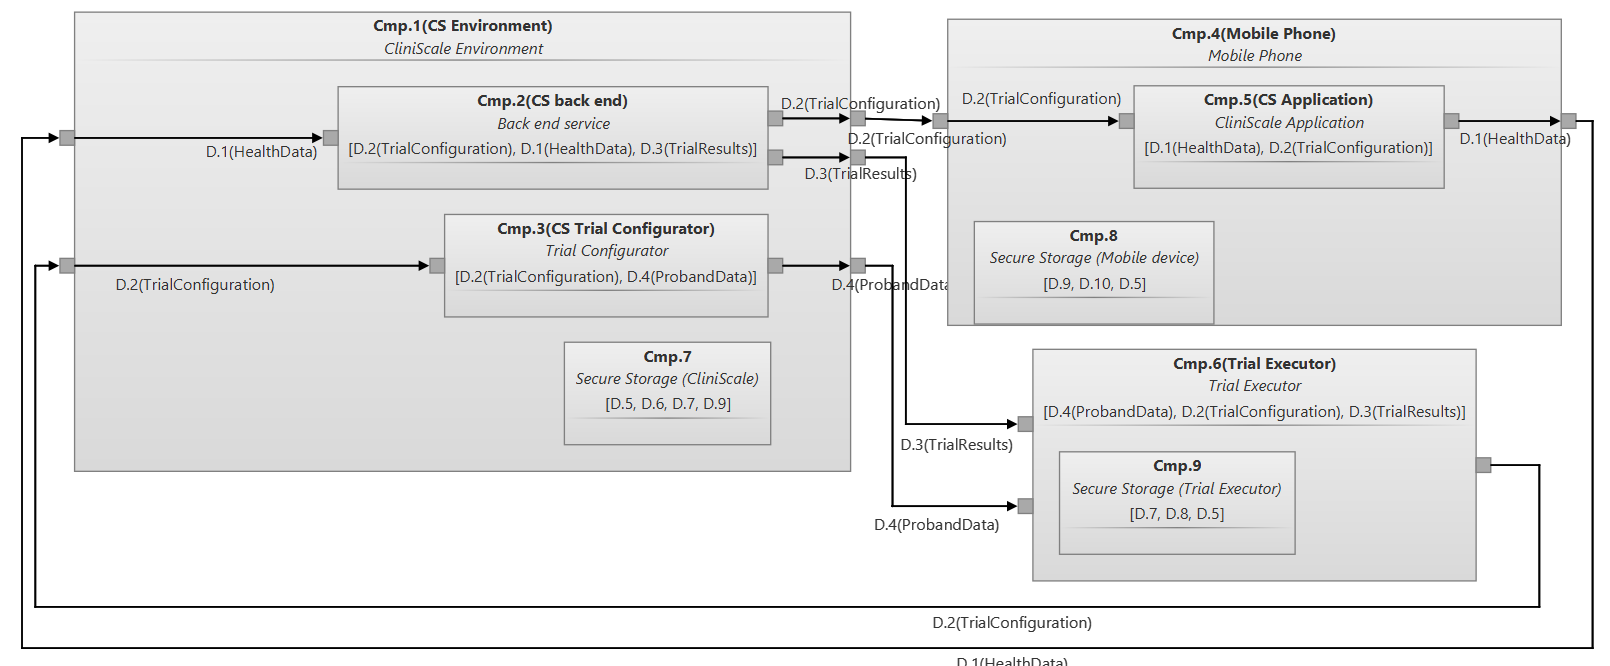 Cmp.1(CS Environment)
CliniScale Environment
Cmp.2(CS back end)
Back end service
[D.2(TrialConfiguration), D.1(HealthData), D.3(TrialResults)]
D.1(HealthData)
D.2(TrialConfiguration)
D.2(TrialConfiguration)
D.3(TrialResults)
Cmp.3(CS Trial Configurator)
Trial Configurator
[D.2(TrialConfiguration), D.4(ProbandData)]
D.2(TrialConfiguration)
D.4(ProbandData
Cmp.7
Secure Storage (CliniScale)
[D.5, D.6, D.7, D.9]
Cmp.4(Mobile Phone)
Mobile Phone
D.2(TrialConfiguration)
Cmp.5(CS Application)
CliniScale Application
[D.1(HealthData), D.2(TrialConfiguration)]
D.1(HealthData)
Cmp.8
Secure Storage (Mobile device)
[D.9, D.10, D.5]
Cmp.6(Trial Executor)
Trial Executor
[D.4(ProbandData), D.2(TrialConfiguration), D.3(TrialResults)]
D.3(TrialResults)
Cmp.9
Secure Storage (Trial Executor)
[D.7, D.8, D.5]
D.4(ProbandData)
D.2(TrialConfiguration)
D.1(HealthData)